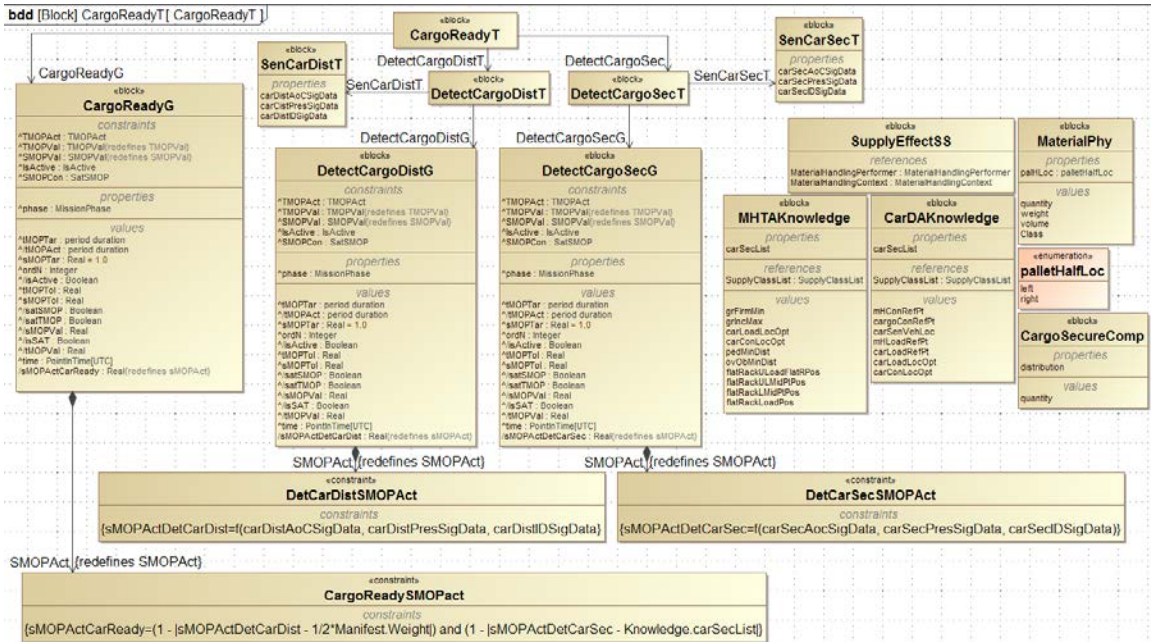 bdd [Block] CargoReadyT[ CargoReadyT ]
«block»
CargoReadyT
CargoReadyG
DetectCargoDistT
DetectCargoSec
«block»
SenCarDistT
properties
carDistAoCSigData
carDistPresSigData
carDistIDSigData
SenCarDistT
«block»
DetectCargoDistT
«block»
DetectCargoSecT
SenCarSecT
«block»
SenCarSecT
properties
carSecAoCSigData
carSecPresSigData
carSecIDSigData
«block»
CargoReadyG
constraints
^TMOPAct : TMOPAct
^TMOPVal : TMOPVal(redefines TMOPVal)
^SMOPVal : SMOPVal(redefines SMOPVal)
^IsActive : IsActive
^SMOPCon : SatSMOP
properties
^phase : MissionPhase
values
^tMOPTar : period duration
^/tMOPAct : period duration
^sMOPTar : Real = 1.0
^ordN : Integer
^/isActive : Boolean
^tMOPTol : Real
^sMOPTol : Real
^/satSMOP : Boolean
^/satTMOP : Boolean
^/sMOPVal : Real
^/isSAT : Boolean
^/tMOPVal : Real
^time : PointInTime[UTC]
/sMOPActCarReady : Real(redefines sMOPAct)
DetectCargoDistG
«block»
DetectCargoDistG
constraints
^TMOPAct : TMOPAct
^TMOPVal : TMOPVal(redefines TMOPVal)
^SMOPVal : SMOPVal(redefines SMOPVal)
^IsActive : IsActive
^SMOPCon : SatSMOP
properties
^phase : MissionPhase
values
^tMOPTar : period duration
^/tMOPAct : period duration
^sMOPTar : Real = 1.0
^ordN : Integer
^/isActive : Boolean
^tMOPTol : Real
^sMOPTol : Real
^/satSMOP : Boolean
^/satTMOP : Boolean
^/sMOPVal : Real
^/isSAT : Boolean
^/tMOPVal : Real
^time : PointInTime[UTC]
/sMOPActDetCarDist : Real(redefines sMOPAct)
DetectCargoSecG
«block»
DetectCargoSecG
constraints
^TMOPAct : TMOPAct
^TMOPVal : TMOPVal(redefines TMOPVal)
^SMOPVal : SMOPVal(redefines SMOPVal)
^IsActive : IsActive
^SMOPCon : SatSMOP
properties
^phase : MissionPhase
values
^tMOPTar : period duration
^/tMOPAct : period duration
^sMOPTar : Real = 1.0
^ordN : Integer
^/isActive : Boolean
^tMOPTol : Real
^sMOPTol : Real
^/satSMOP : Boolean
^/satTMOP : Boolean
^/sMOPVal : Real
^/isSAT : Boolean
^/tMOPVal : Real
^time : PointInTime[UTC]
/sMOPActDetCarSec : Real(redefines sMOPAct)
«block»
SupplyEffectSS
references
MaterialHandlingPerformer : MaterialHandlingPerformer
MaterialHandlingContext : MaterialHandlingContext
«block»
MaterialPhy
properties
palHLoc : palletHalfLoc
values
quantity
weight
volume
Class
«block»
MHTAKnowledge
properties
carSecList
references
SupplyClassList : SupplyClassList
values
grFirmMin
grIncMax
carLoadLocOpt
carConLocOpt
pedMinDist
ovObMinDist
flatRackULoadFlatRPos
flatRackULMidPtPos
flatRackLMidPtPos
flatRackLoadPos
«block»
CarDAKnowledge
properties
carSecList
references
SupplyClassList : SupplyClassList
values
mHConRefPt
cargoConRefPt
carSenVehLoc
mHLoadRefPt
carLoadRefPt
carLoadLocOpt
carConLocOpt
«enumeration»
palletHalfLoc
left
right
«block»
CargoSecureComp
properties
distribution
values
quantity
SMOPAct {redefines SMOPAct}
«constraint»
DetCarDistSMOPAct
constraints
{sMOPActDetCarDist=f(carDistAoCSigData, carDistPresSigData, carDistIDSigData}
SMOPAct {redefines SMOPAct}
«constraint»
DetCarSecSMOPAct
constraints
{sMOPActDetCarSec=f(carSecAocSigData, carSecPresSigData, carSecIDSigData)}
SMOPAct {redefines SMOPAct}
«constraint»
CargoReadySMOPact
constraints
{sMOPActCarReady=(1 - |sMOPActDetCarDist - 1/2*Manifest.Weight|) and (1 - |sMOPActDetCarSec - Knowledge.carSecList|)